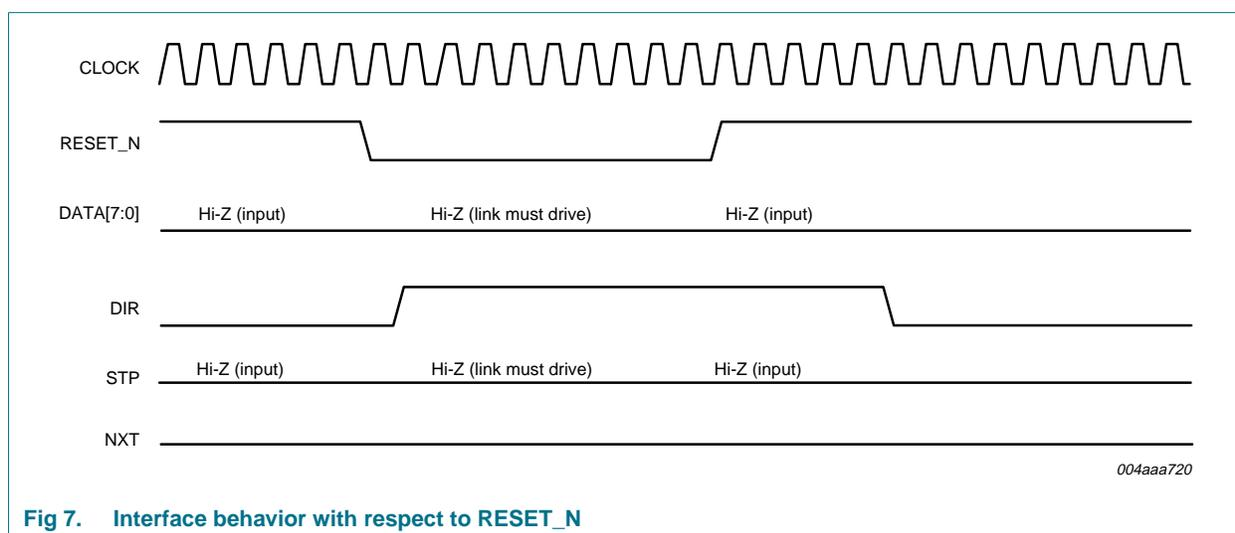 CLOCK
RESET_N
DATA[7:0]
Hi-Z (input) Hi-Z (link must drive) Hi-Z (input)
DIR
STP
Hi-Z (input) Hi-Z (link must drive) Hi-Z (input)
NXT
004aaa720
Fig 7. Interface behavior with respect to RESET_N